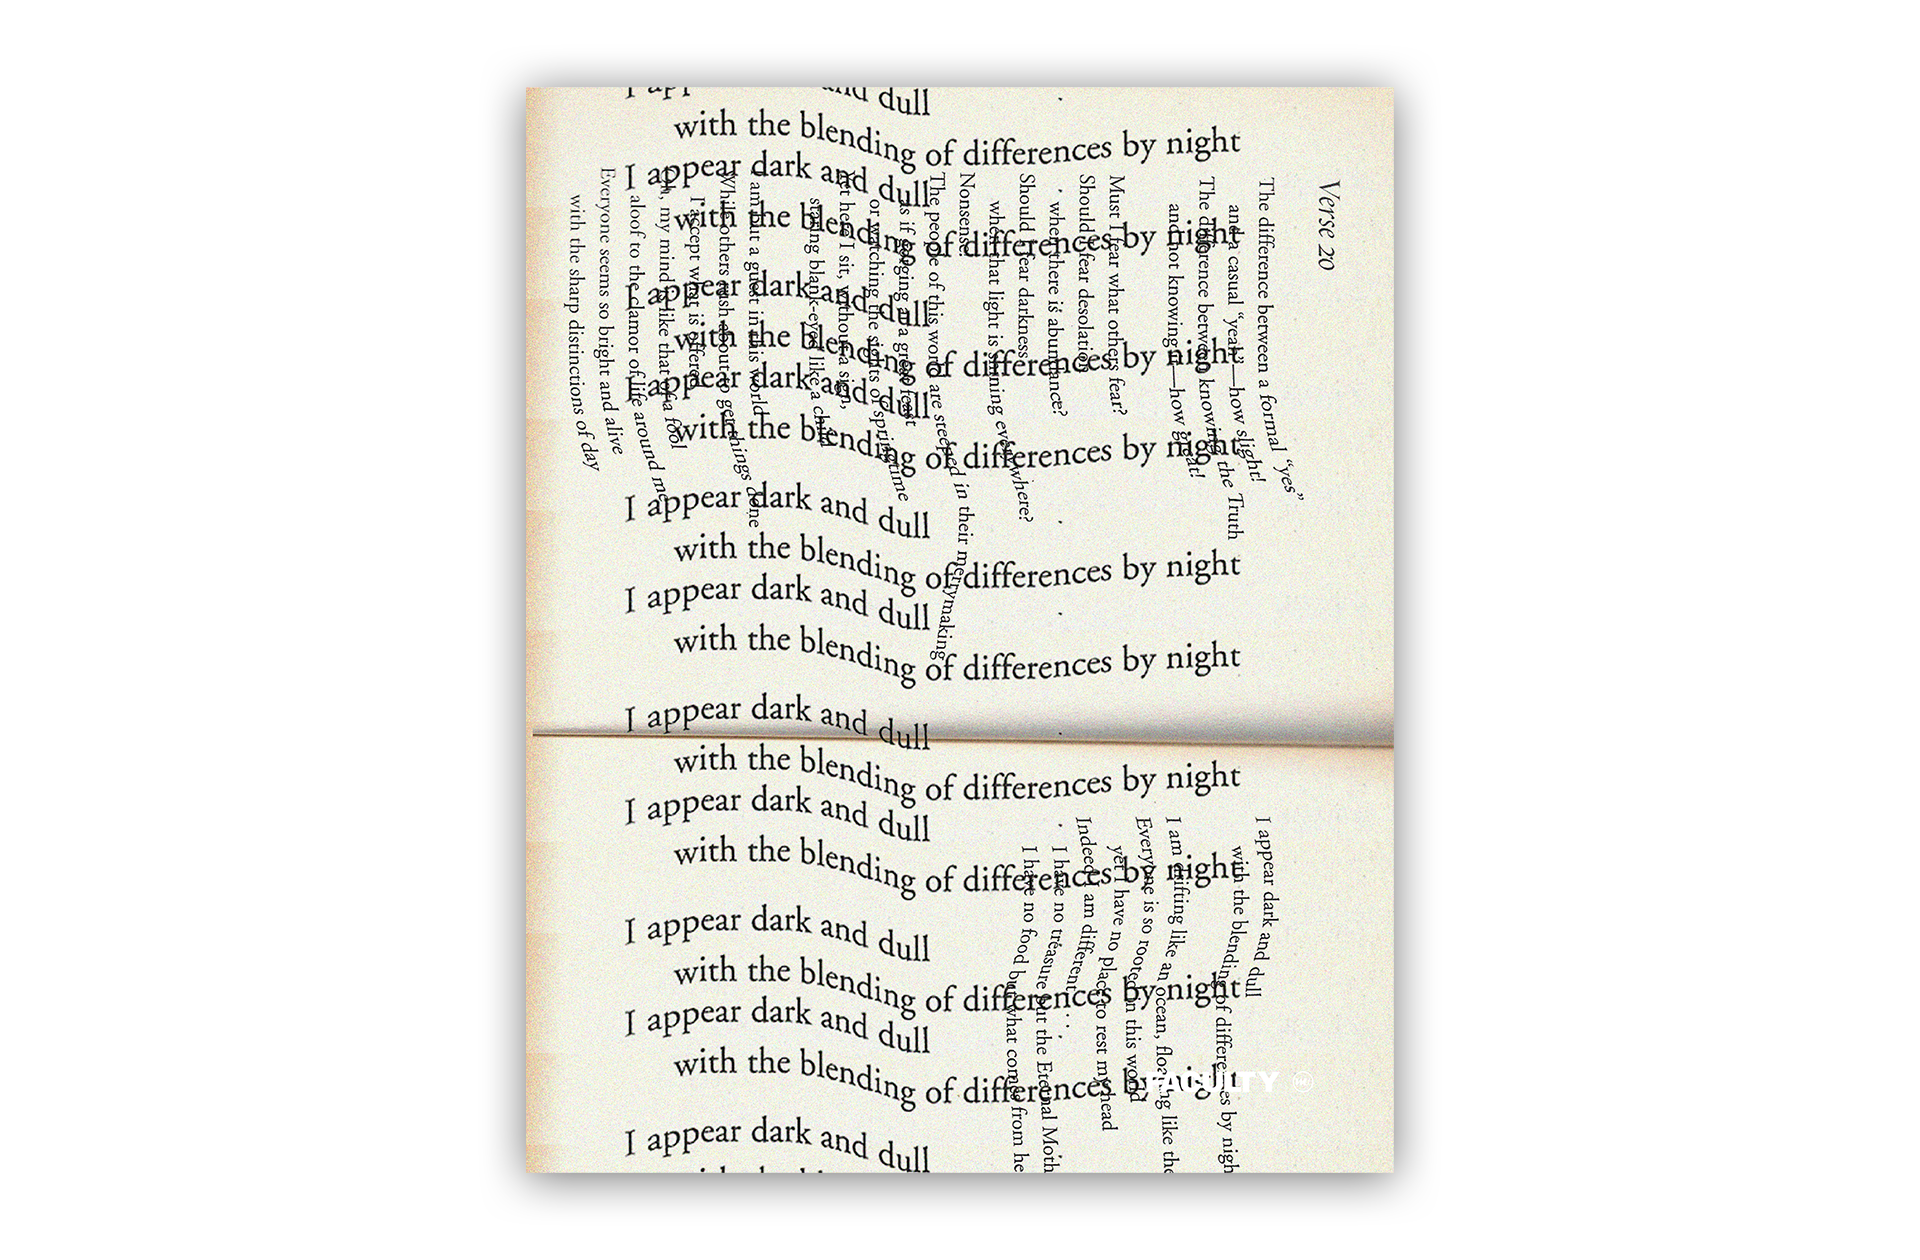 dull
with the blending of differences by night
I appear dark and dull
with the blending of differences by night
I appear dark and dull
with the blending of differences by night
I appear dark and dull
with the blending of differences by night
I appear dark and dull
with the blending of differences by night
I appear dark and dull
with the blending of differences by night
I appear dark and dull
with the blending of differences by night
I appear dark and dull
with the blending of differences by night
I appear dark and dull
with the blending of differences by night
I appear dark and dull
with the blending of differences by night
I appear dark and dull
Verse 20
The difference between a formal “yes”
and a casual “yeah”—how slight!
The difference between knowing the Truth
and not knowing it—how great!
Must I fear what others fear?
Should I fear desolation
when there is abundance?
Should I fear darkness
when that light is shining everywhere?
Nonsense!
The people of this world are steeped in their merrymaking
as if gorging at a great feast
or watching the sights of springtime
Yet here I sit, without a sign,
staring blank-eyed like a child
I am but a guest in this world
While others rush about to get things done
I accept what is offered
Oh, my mind is like that of a fool
aloof to the clamor of life around me
Everyone seems so bright and alive
with the sharp distinctions of day
I appear dark and dull
with the blending of differences by nigh
I am drifting like an ocean, floating like the
Everyone is so rooted in this world
yet I have no place to rest my head
Indeed I am different . . .
I have no treasure but the Eternal Moth
I have no food but what comes from he
FACULTY